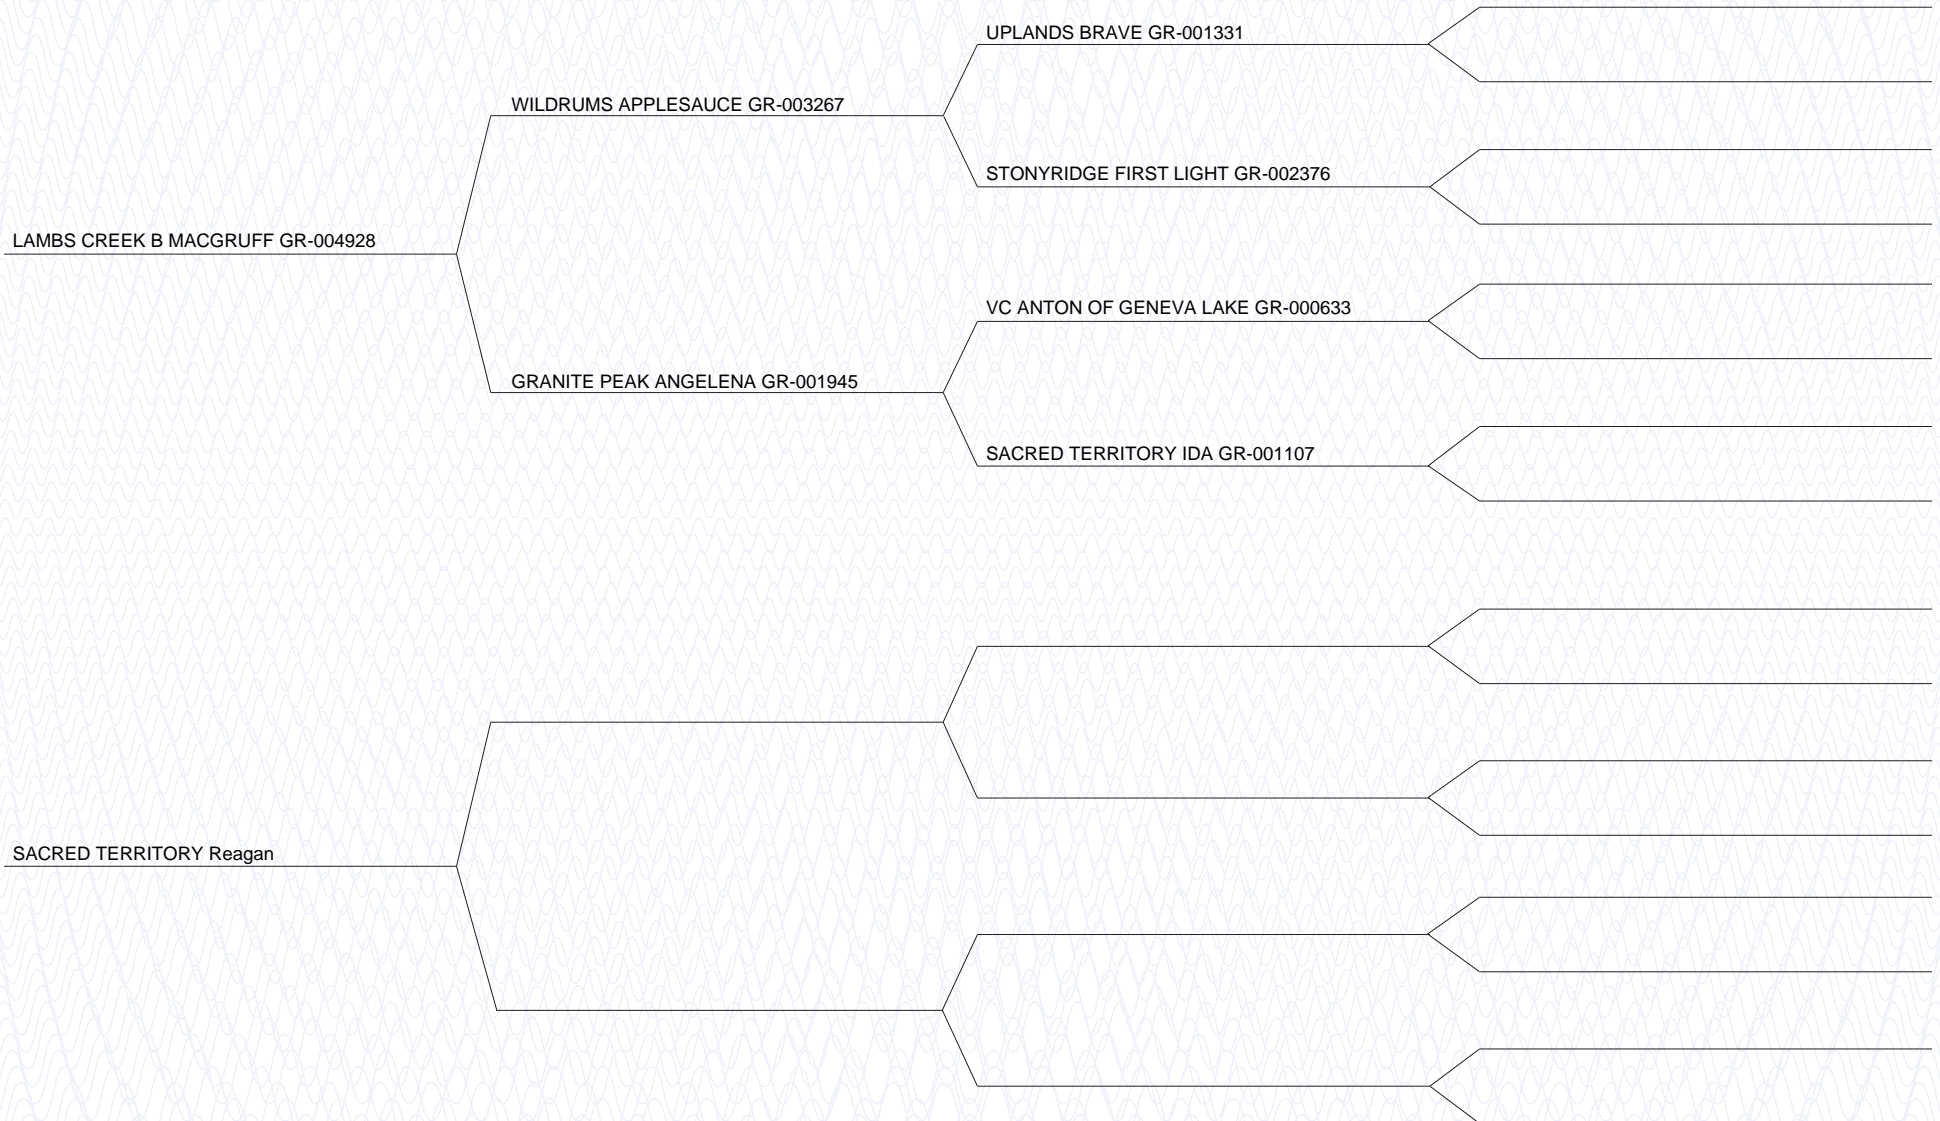 UPLANDS BRAVE GR-001331
WILDRUMS APPLESAUCE GR-003267
STONYRIDGE FIRST LIGHT GR-002376
LAMBS CREEK B MACGRUFF GR-004928
VC ANTON OF GENEVA LAKE GR-000633
GRANITE PEAK ANGELENA GR-001945
SACRED TERRITORY IDA GR-001107
SACRED TERRITORY Reagan